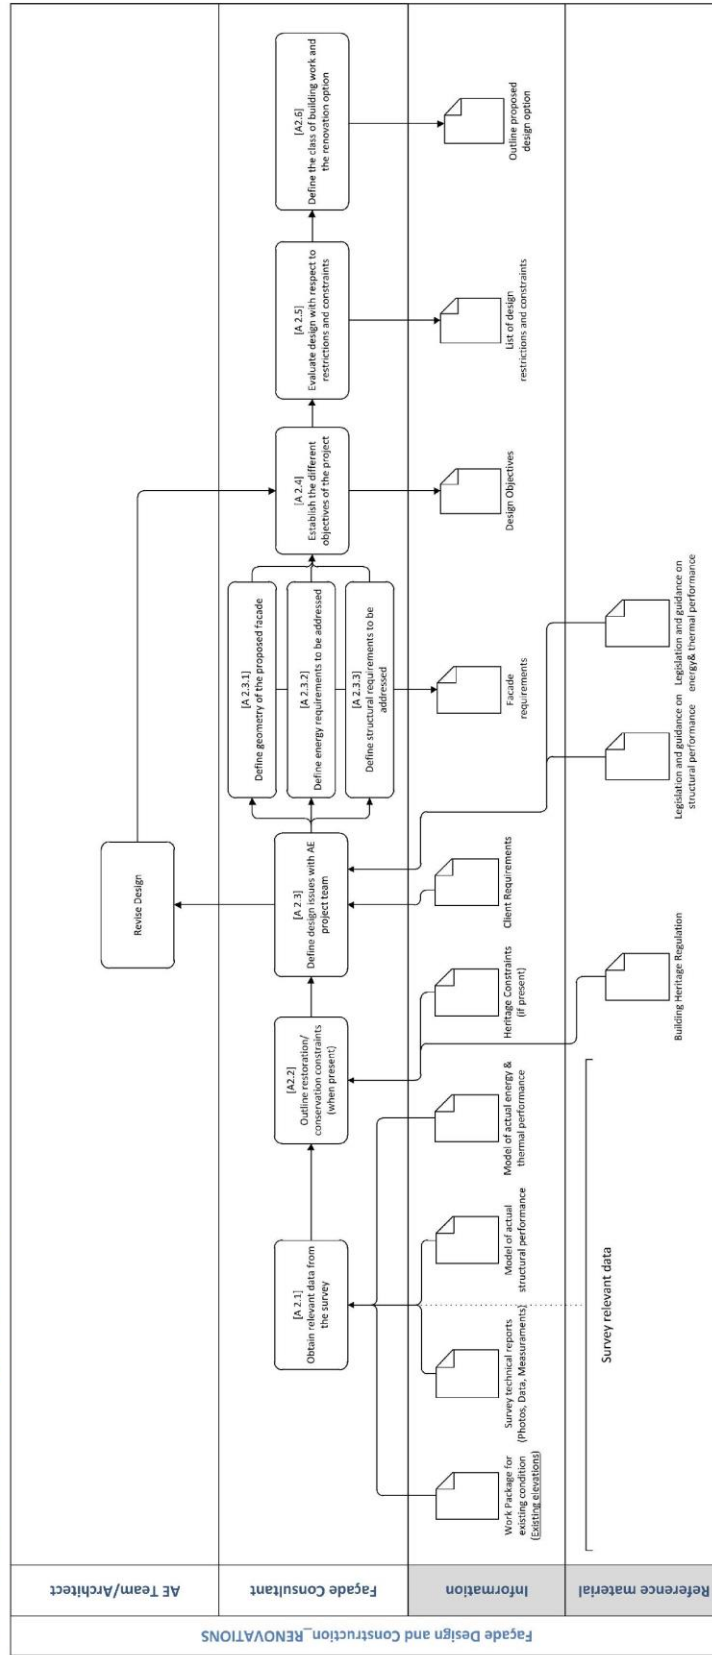 Façade Design and Construction_RENOVATIONS
AE Team/Architect
Revise Design
Façade Consultant
[A 2.1]
Obtain relevant data from
the survey
[A2.2]
Outline restoration/
conservation constraints
(when present)
[A 2.3]
Define design issues with AE
project team
[A 2.3.1]
Define geometry of the proposed facade
[A 2.3.2]
Define energy requirements to be addressed
[A 2.3.3]
Define structural requirements to be
addressed
[A 2.4]
Establish the different
objectives of the project
[A 2.5]
Evaluate design with respect to
restrictions and constraints
[A2.6]
Define the class of building work and
the renovation option
Information
Work Package for
existing condition
(Existing elevations)
Survey technical reports
(Photos, Data, Measuraments)
Model of actual
structural performance
Model of actual energy &
thermal performance
Heritage Constraints
(if present)
Client Requirements
Facade
requirements
Design Objectives
List of design
restrictions and constraints
Outline proposed
design option
Reference material
Survey relevant data
Building Heritage Regulation
Legislation and guidance on
structural performance
Legislation and guidance on
energy& thermal performance